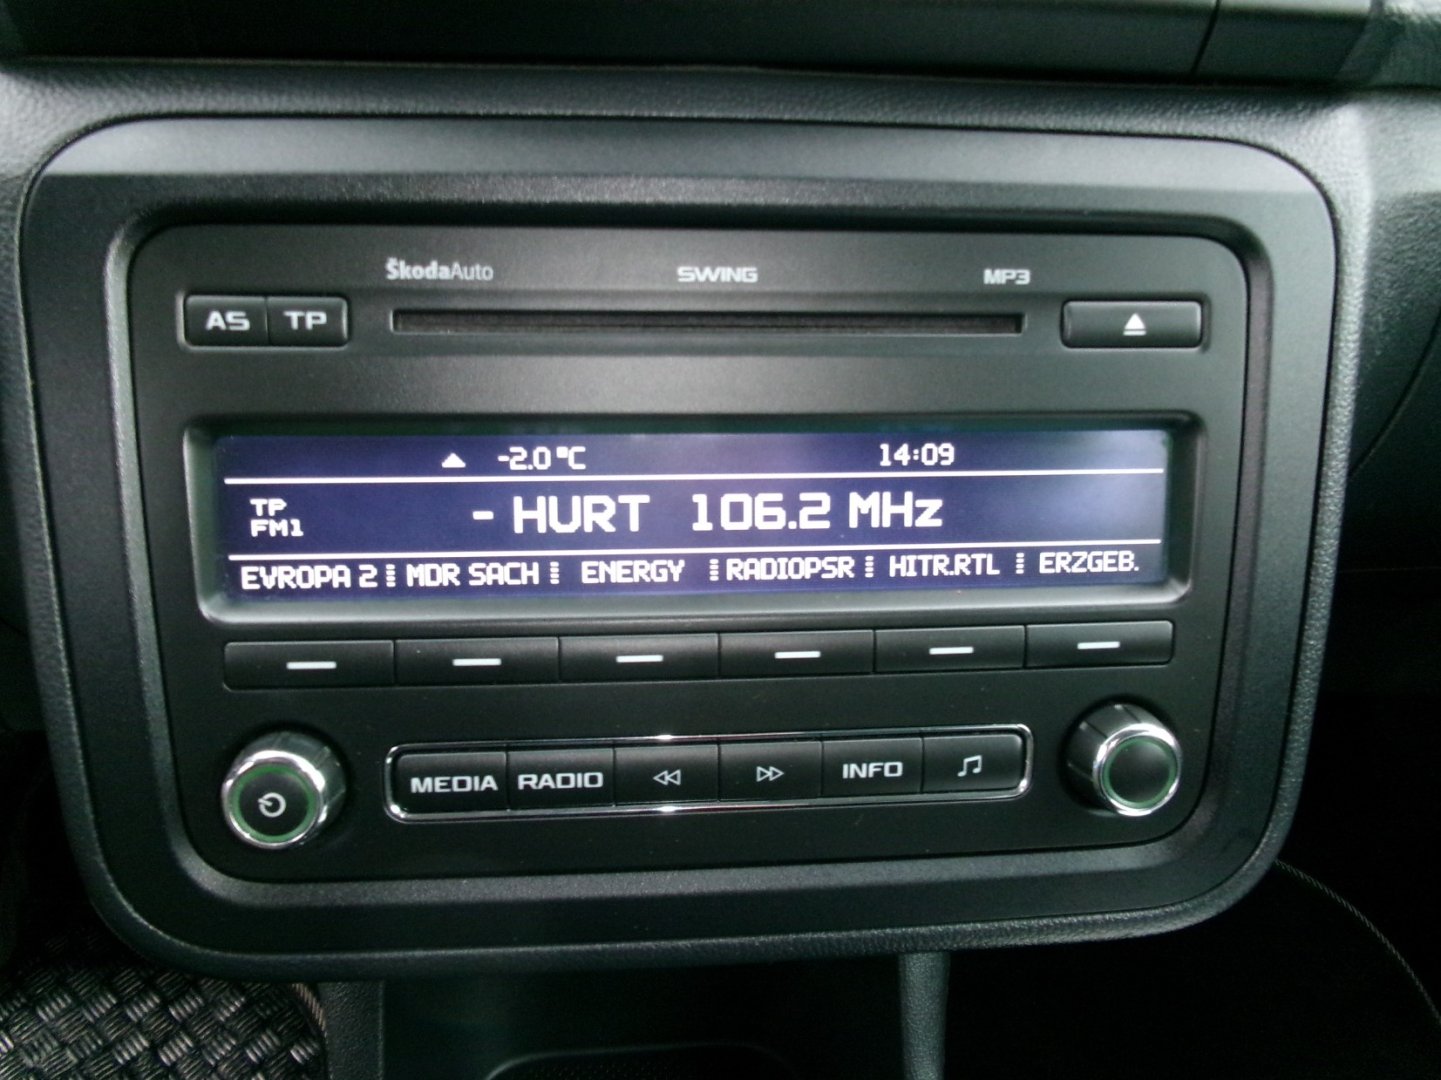 ŠkodaAuto SWING MP3
AS TP
-2.0°C 14:09
TP
FM1
- HURT 106.2 MHz
EVROPA 2 MDR SACH ENERGY RADIOPSR HITR.RTL ERZGEB.
MEDIA RADIO INFO